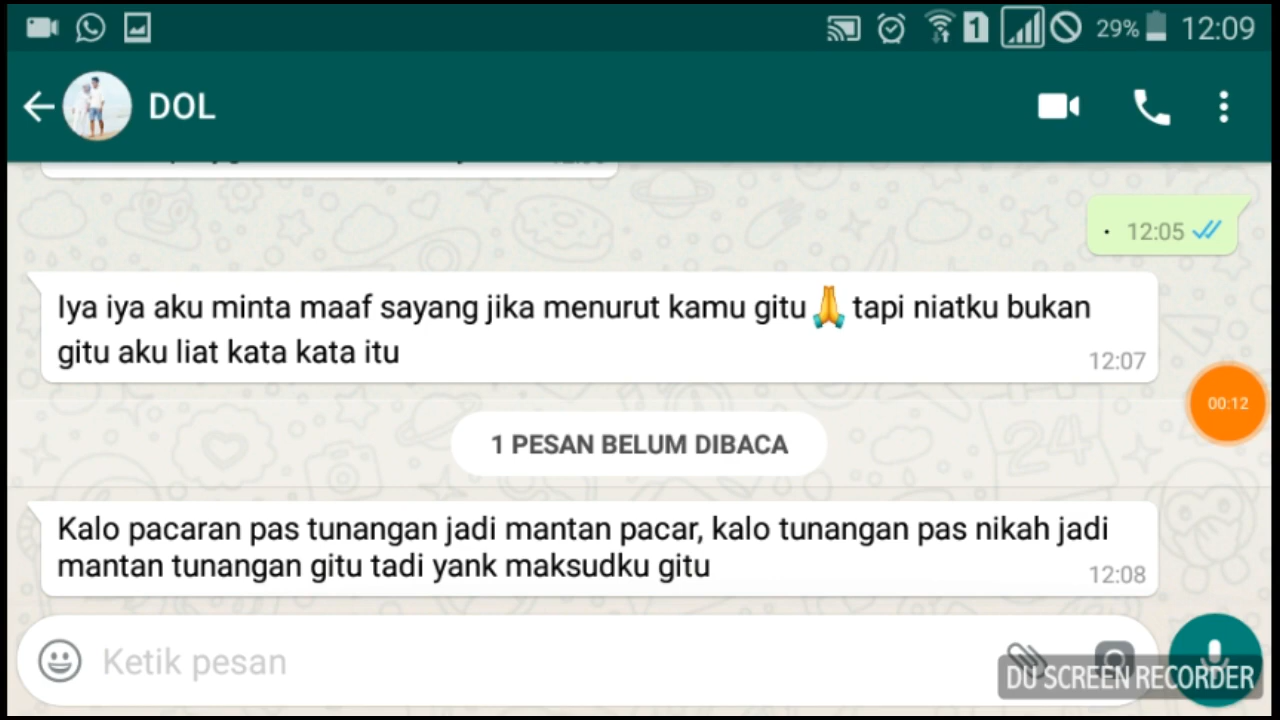 1 29% 12:09
DOL
. 12:05
Iya iya aku minta maaf sayang jika menurut kamu gitu🙏 tapi niatku bukan
gitu aku liat kata kata itu
12:07
00:12
1 PESAN BELUM DIBACA
Kalo pacaran pas tunangan jadi mantan pacar, kalo tunangan pas nikah jadi
mantan tunangan gitu tadi yank maksudku gitu
12:08
Ketik pesan
DU SCREEN RECORDER